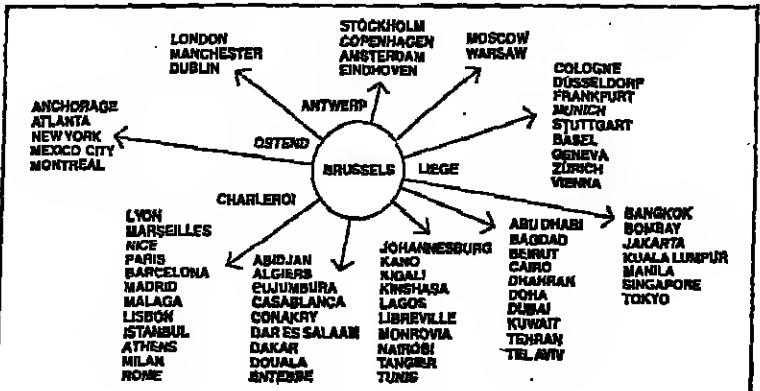 LONDON
MANCHESTER
DUBLIN
STOCKHOLM
COPENHAGEN
AMSTERDAM
EINDHOVEN
MOSCOW
WARSAW
COLOGNE
DÜSSELDORF
FRANKFURT
MUNICH
STUTTGART
BASEL
GENEVA
ZÜRICH
VIENNA
ANCHORAGE
ATLANTA
NEW YORK
MEXICO CITY
MONTREAL
ANTWERP
OSTEND
BRUSSELS
LIEGE
CHARLEROI
LYON
MARSEILLES
NICE
PARIS
BARCELONA
MADRID
MALAGA
LISBON
ISTANBUL
ATHENS
MILAN
ROME
ABIDJAN
ALGIERS
CUJUMBURA
CASABLANCA
CONAKRY
DAR ES SALAAM
DAKAR
DOUALA
ENTEBBE
JOHANNESBURG
KANO
KIGALI
KINSHASA
LAGOS
LIBREVILLE
MONROVIA
NAIROBI
TANGIER
TUNIS
ABU DHABI
BAGDAD
BEIRUT
CAIRO
DHAHRAN
DOHA
DUBAI
KUWAIT
TEHRAN
TEL AVIV
BANGKOK
BOMBAY
JAKARTA
KUALA LUMPUR
MANILA
SINGAPORE
TOKYO